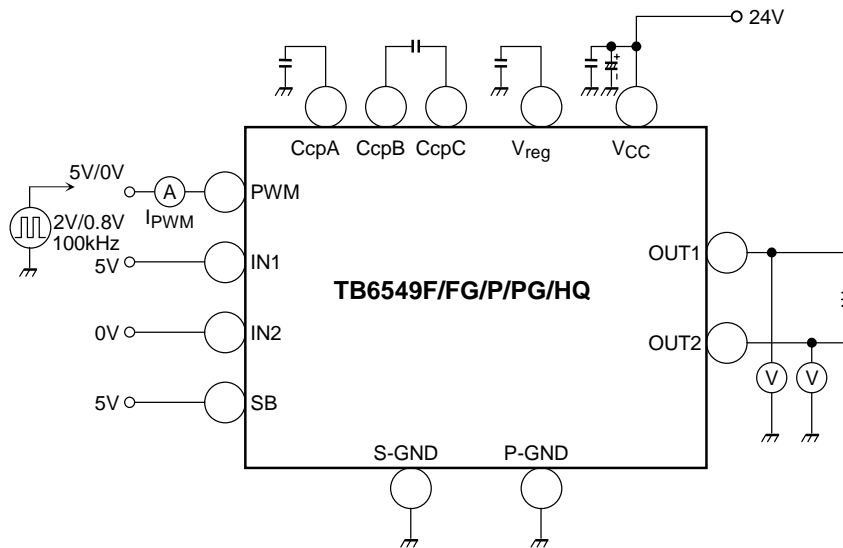 24V
CcpA CcpB CcpC Vreg VCC
5V/0V
A
PWM
IPWM
2V/0.8V
100kHz
5V
IN1
OUT1
TB6549F/FG/P/PG/HQ
0V
IN2
OUT2
5V
SB
V V
S-GND P-GND